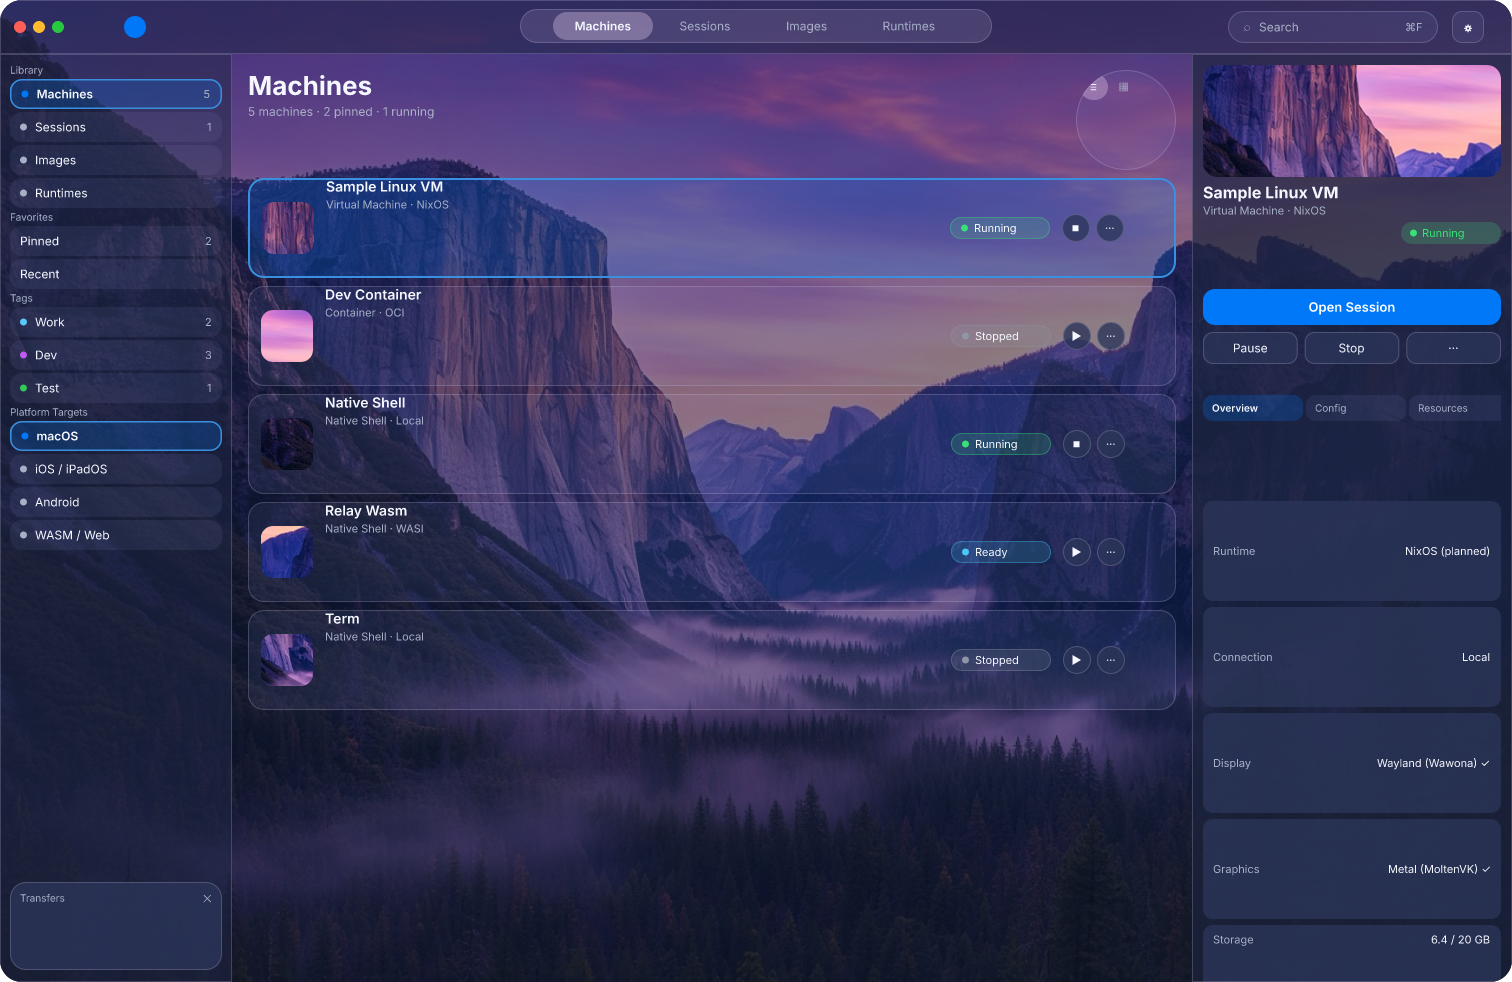 Machines
Sessions
Images
Runtimes
Search
⌘F
Library
Machines 5
Sessions 1
Images
Runtimes
Favorites
Pinned 2
Recent
Tags
Work 2
Dev 3
Test 1
Platform Targets
macOS
iOS / iPadOS
Android
WASM / Web
Transfers
Machines
5 machines · 2 pinned · 1 running
Sample Linux VM
Virtual Machine · NixOS
Running
Dev Container
Container · OCI
Stopped
Native Shell
Native Shell · Local
Running
Relay Wasm
Native Shell · WASI
Ready
Term
Native Shell · Local
Stopped
Sample Linux VM
Virtual Machine · NixOS
Running
Open Session
Pause
Stop
...
Overview
Config
Resources
Runtime NixOS (planned)
Connection Local
Display Wayland (Wawona) ✓
Graphics Metal (MoltenVK) ✓
Storage 6.4 / 20 GB